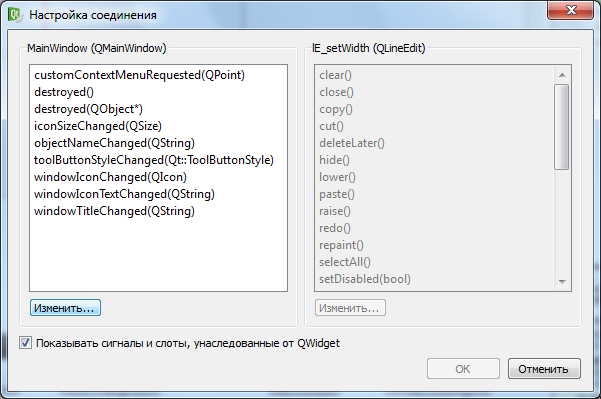 Настройка соединения
MainWindow (QMainWindow)
customContextMenuRequested(QPoint)
destroyed()
destroyed(QObject*)
iconSizeChanged(QSize)
objectNameChanged(QString)
toolButtonStyleChanged(Qt::ToolButtonStyle)
windowIconChanged(QIcon)
windowIconTextChanged(QString)
windowTitleChanged(QString)
Изменить...
lE_setWidth (QLineEdit)
clear()
close()
copy()
cut()
deleteLater()
hide()
lower()
paste()
raise()
redo()
repaint()
selectAll()
setDisabled(bool)
Изменить...
Показывать сигналы и слоты, унаследованные от QWidget
OK
Отменить